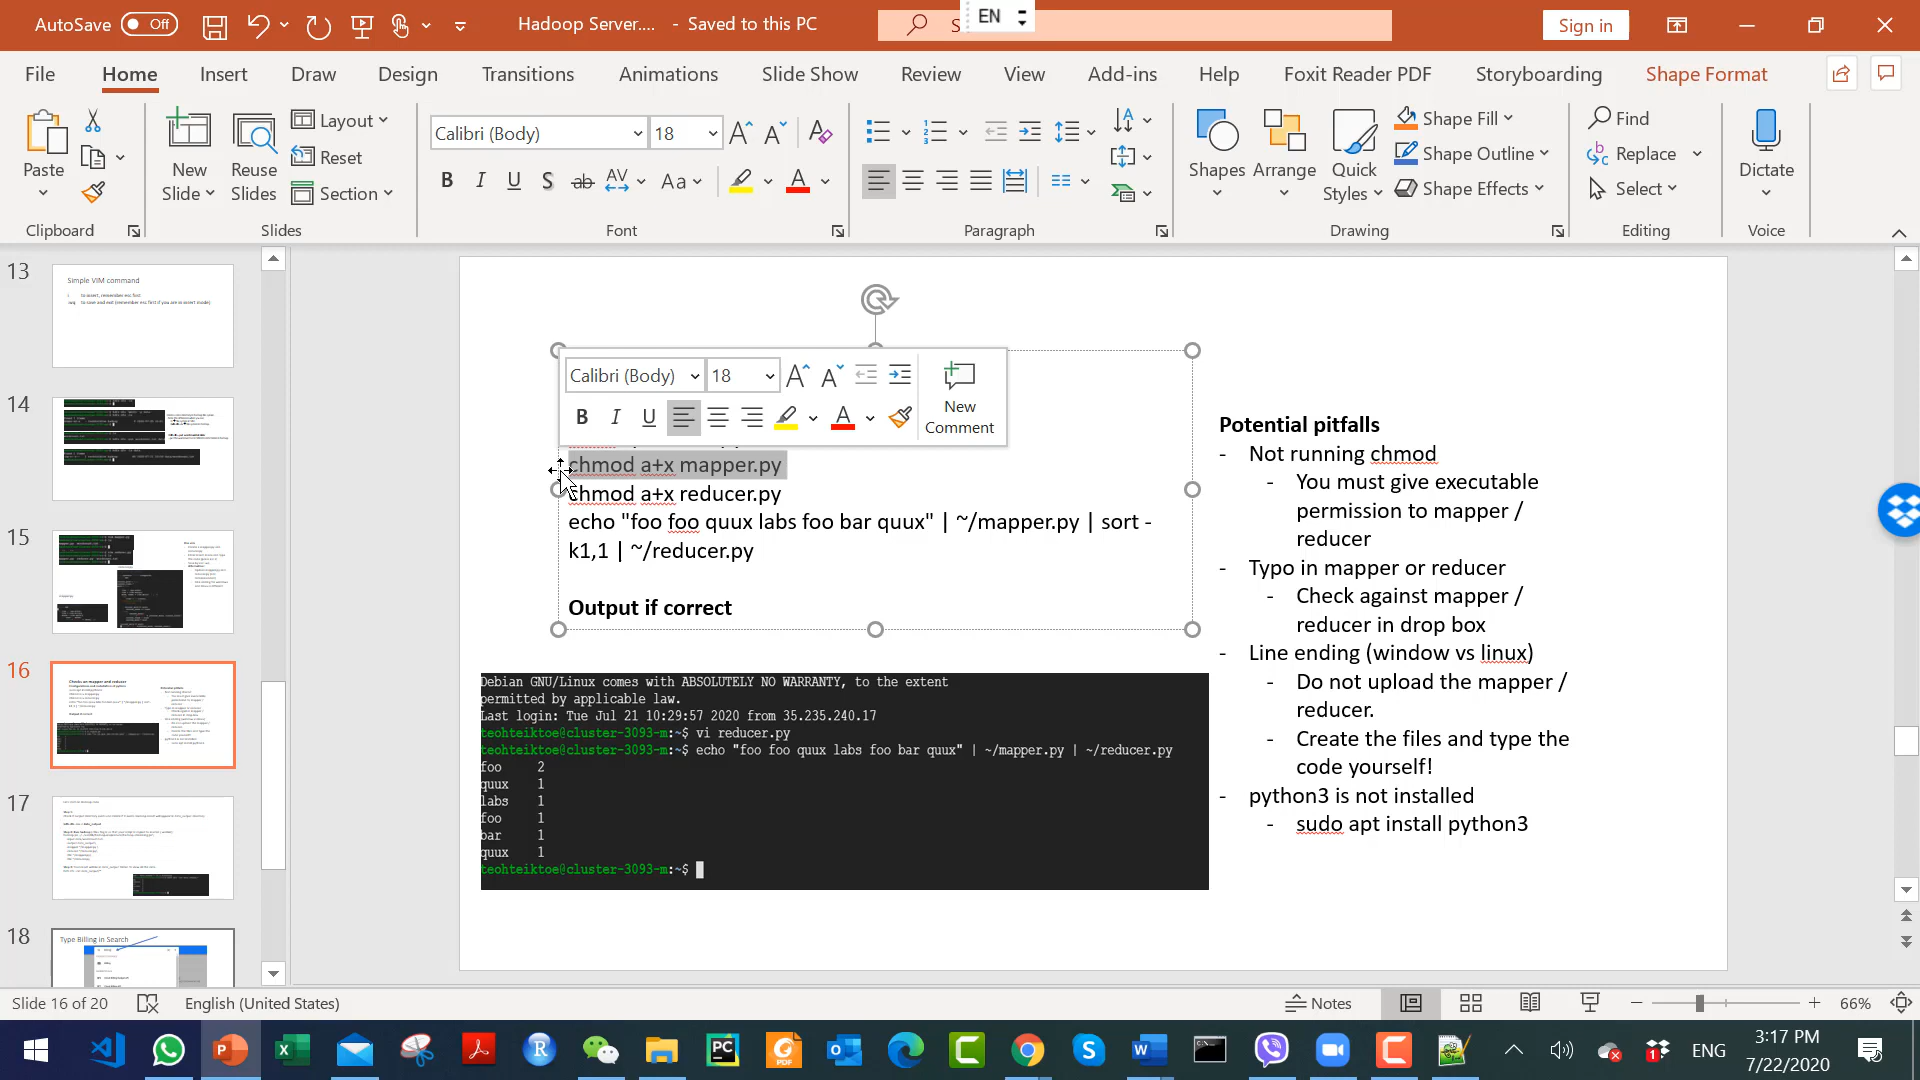 AutoSave Off
Hadoop Server.... - Saved to this PC
S
EN
Sign in
File Home Insert Draw Design Transitions Animations Slide Show Review View Add-ins Help Foxit Reader PDF Storyboarding Shape Format
Paste
New Slide
Reuse Slides
Layout
Reset
Section
Calibri (Body) 18
Shapes
Arrange
Quick Styles
Shape Fill
Shape Outline
Shape Effects
Find
Replace
Select
Dictate
Clipboard Slides Font Paragraph Drawing Editing Voice
13
Simple VIM command
14
15
16
17
18
Type Billing in Search
Calibri (Body) 18
New Comment
chmod a+x mapper.py
chmod a+x reducer.py
echo "foo foo quux labs foo bar quux" | ~/mapper.py | sort -
k1,1 | ~/reducer.py
Output if correct
Debian GNU/Linux comes with ABSOLUTELY NO WARRANTY, to the extent
permitted by applicable law.
Last login: Tue Jul 21 10:29:57 2020 from 35.235.240.17
teohteiktoe@cluster-3093-m:~$ vi reducer.py
teohteiktoe@cluster-3093-m:~$ echo "foo foo quux labs foo bar quux" | ~/mapper.py | ~/reducer.py
foo 2
quux 1
labs 1
foo 1
bar 1
quux 1
teohteiktoe@cluster-3093-m:~$
Potential pitfalls
- Not running chmod
- You must give executable
permission to mapper /
reducer
- Typo in mapper or reducer
- Check against mapper /
reducer in drop box
- Line ending (window vs linux)
- Do not upload the mapper /
reducer.
- Create the files and type the
code yourself!
- python3 is not installed
- sudo apt install python3
Slide 16 of 20 English (United States) Notes 66%
ENG
3:17 PM
7/22/2020